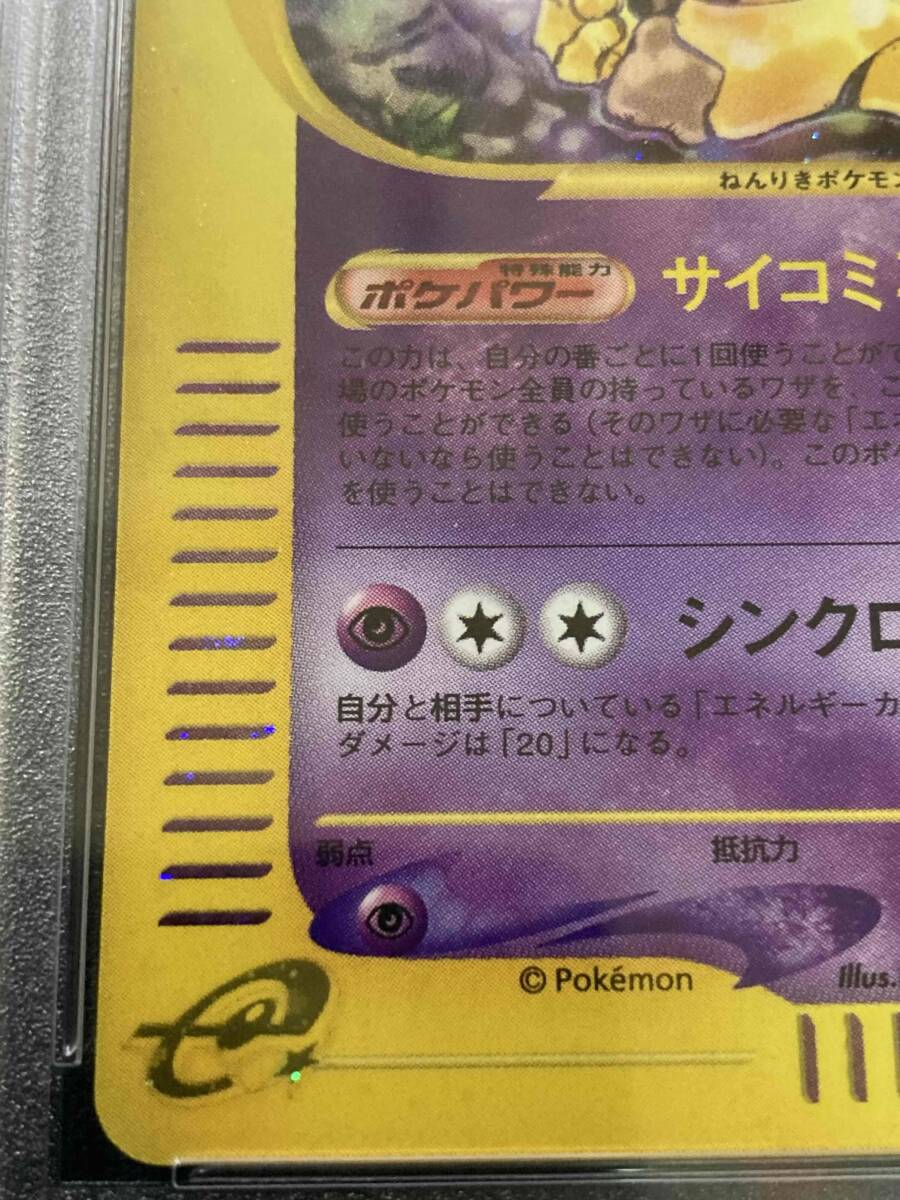 ねんりきポケモン
特殊能力
ポケパワー
サイコミ
この力は、自分の番ごとに1回使うことがで
場のポケモン全員の持っているワザを、こ
使うことができる（そのワザに必要な「エネ
いないなら使うことはできない）。このポケ
を使うことはできない。
シンクロ
自分と相手についている「エネルギーカ
ダメージは「20」になる。
弱点
抵抗力
© Pokémon
Illus.
e